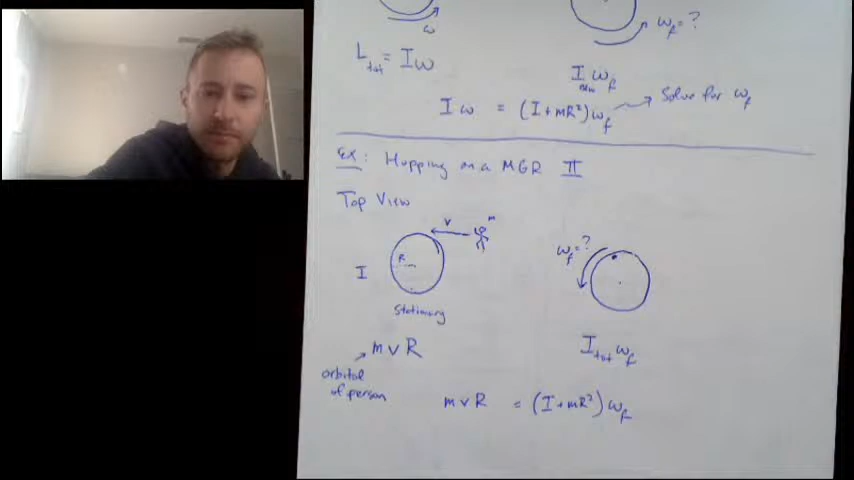 ω
ω_f = ?
L_tot = Iω
I_new ω_f
Iω = (I+mR²)ω_f → Solve for ω_f
Ex: Hopping on a MGR II
Top View
v m
R
I
Stationary
ω_f = ?
mvR
I_tot ω_f
orbital
of person
mvR = (I+mR²)ω_f